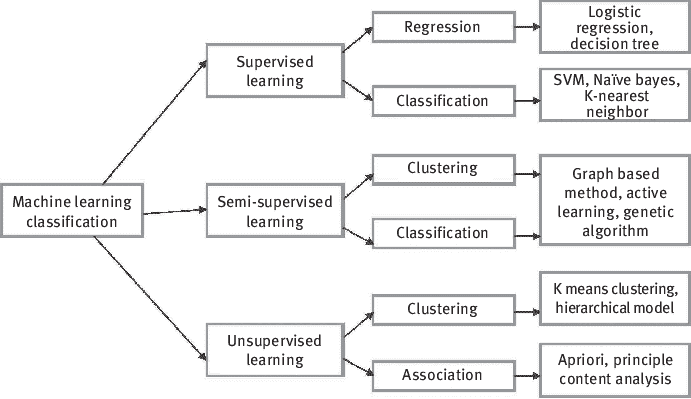 Machine learning
classification
Supervised
learning
Regression
Logistic
regression,
decision tree
Classification
SVM, Naïve bayes,
K-nearest
neighbor
Semi-supervised
learning
Clustering
Classification
Graph based
method, active
learning, genetic
algorithm
Unsupervised
learning
Clustering
K means clustering,
hierarchical model
Association
Apriori, principle
content analysis